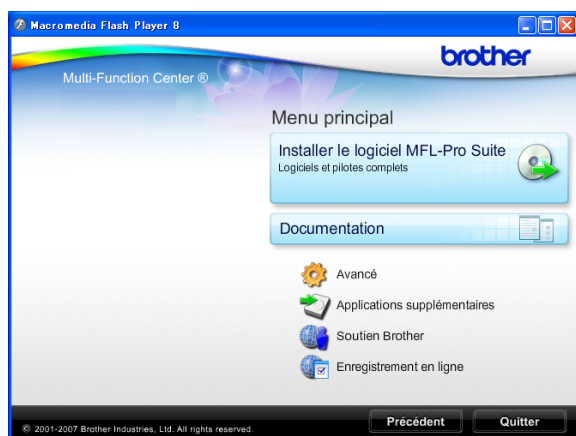 Macromedia Flash Player 8
brother
Multi-Function Center ®
Menu principal
Installer le logiciel MFL-Pro Suite
Logiciels et pilotes complets
Documentation
Avancé
Applications supplémentaires
Soutien Brother
Enregistrement en ligne
Précédent
Quitter
© 2001-2007 Brother Industries, Ltd. All rights reserved.